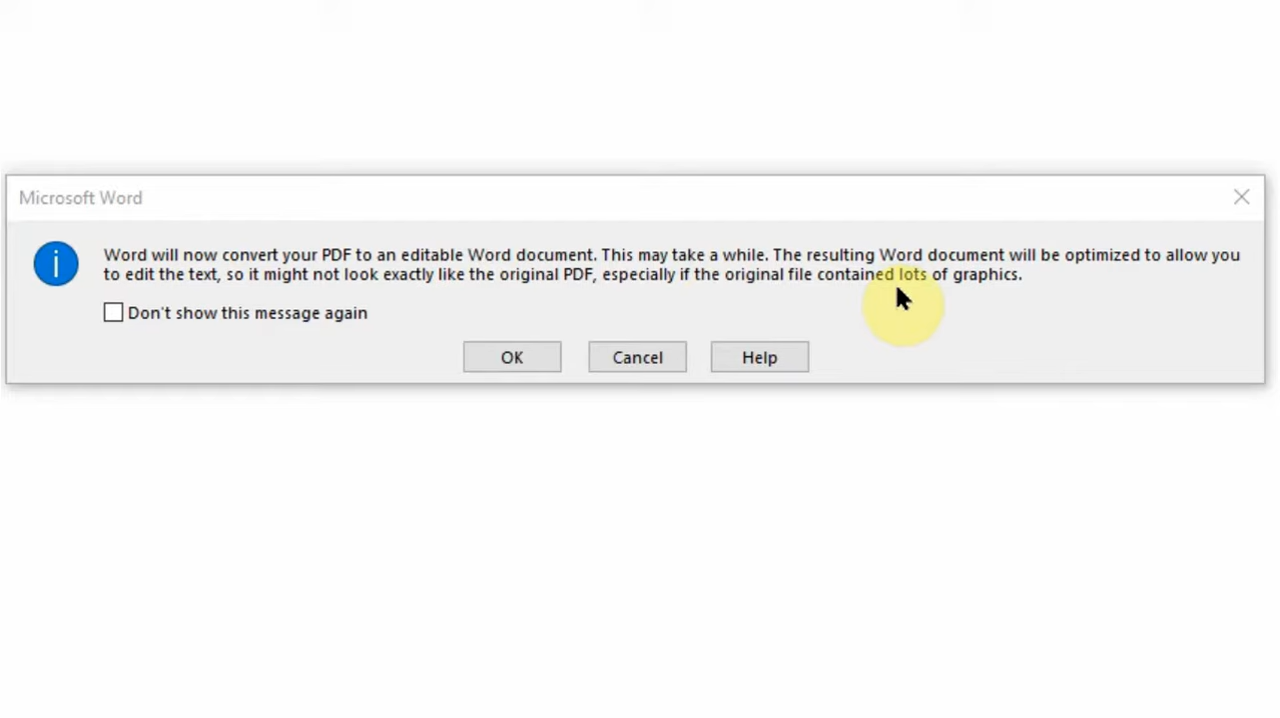 Microsoft Word
Word will now convert your PDF to an editable Word document. This may take a while. The resulting Word document will be optimized to allow you
to edit the text, so it might not look exactly like the original PDF, especially if the original file contained lots of graphics.
Don't show this message again
OK Cancel Help